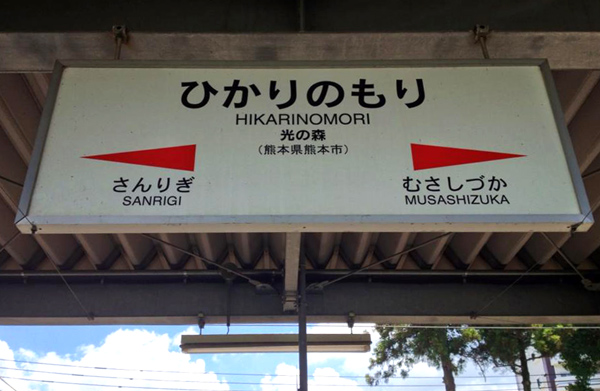 ひかりのもり
HIKARINOMORI
光の森
（熊本県熊本市）
さんりぎ
SANRIGI
むさしづか
MUSASHIZUKA